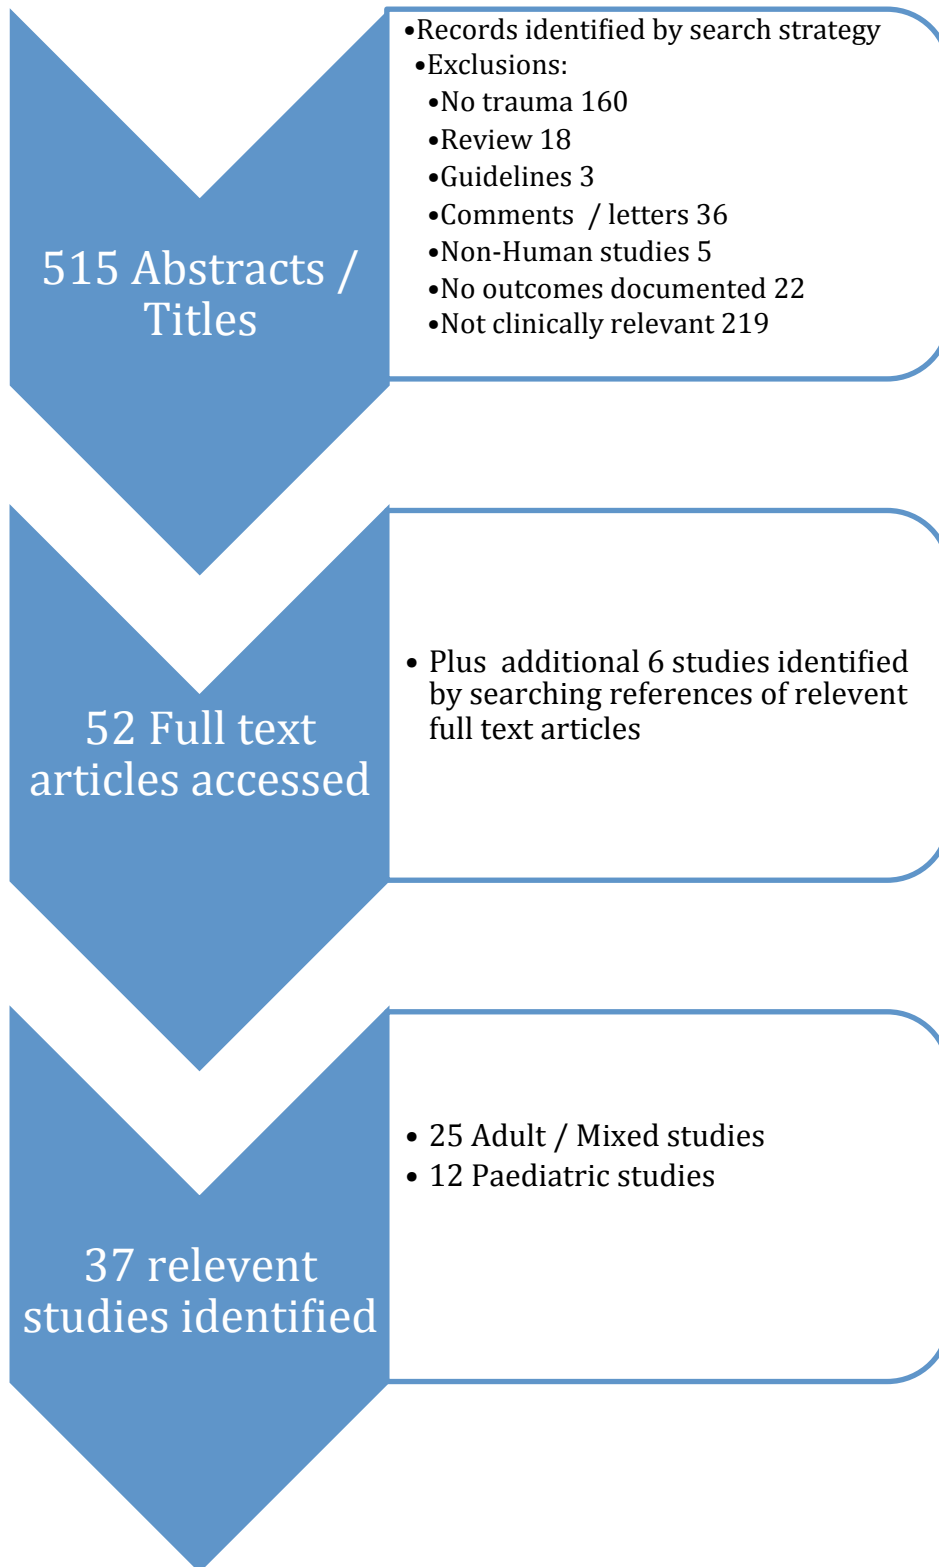 515 Abstracts /
Titles
•Records identified by search strategy
•Exclusions:
•No trauma 160
•Review 18
•Guidelines 3
•Comments / letters 36
•Non-Human studies 5
•No outcomes documented 22
•Not clinically relevant 219
52 Full text
articles accessed
• Plus additional 6 studies identified
by searching references of relevent
full text articles
37 relevent
studies identified
• 25 Adult / Mixed studies
• 12 Paediatric studies